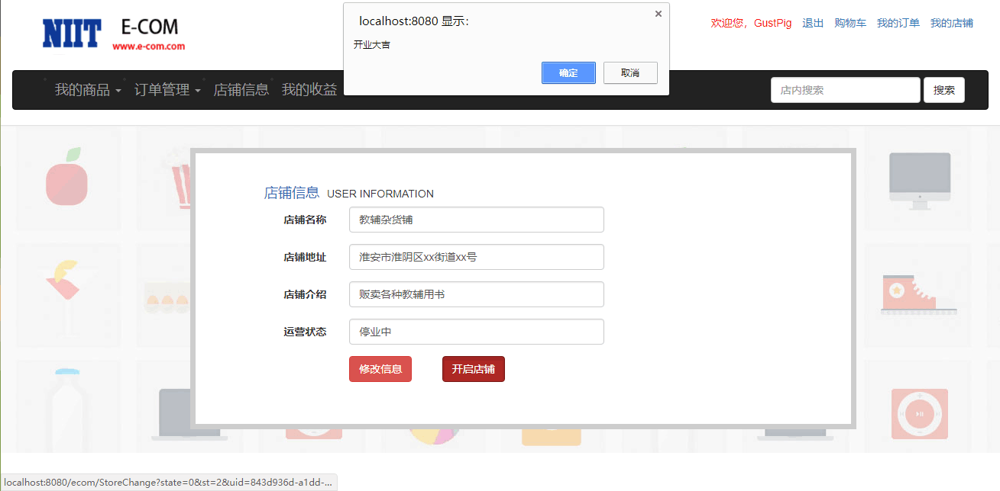 NIIT E-COM
www.e-com.com
localhost:8080 显示：
开业大吉
确定 取消
欢迎您，GustPig 退出 购物车 我的订单 我的店铺
我的商品 订单管理 店铺信息 我的收益
店内搜索 搜索
店铺信息 USER INFORMATION
店铺名称 教辅杂货铺
店铺地址 淮安市淮阴区xx街道xx号
店铺介绍 贩卖各种教辅用书
运营状态 停业中
修改信息 开启店铺
localhost:8080/ecom/StoreChange?state=0&st=2&uid=843d936d-a1dd-...